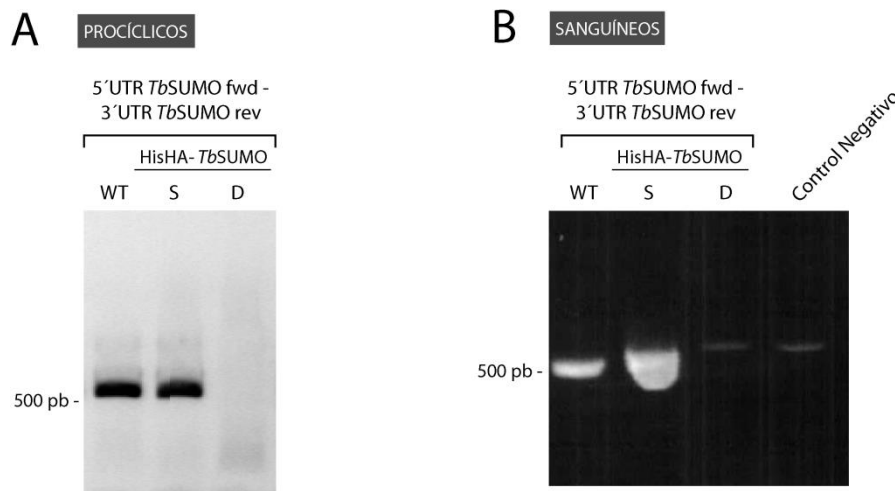 A
PROCÍCLICOS
5´UTR TbSUMO fwd -
3´UTR TbSUMO rev
HisHA- TbSUMO
WT S D
500 pb -
B
SANGUÍNEOS
5´UTR TbSUMO fwd -
3´UTR TbSUMO rev
HisHA-TbSUMO
WT S D
Control Negativo
500 pb -